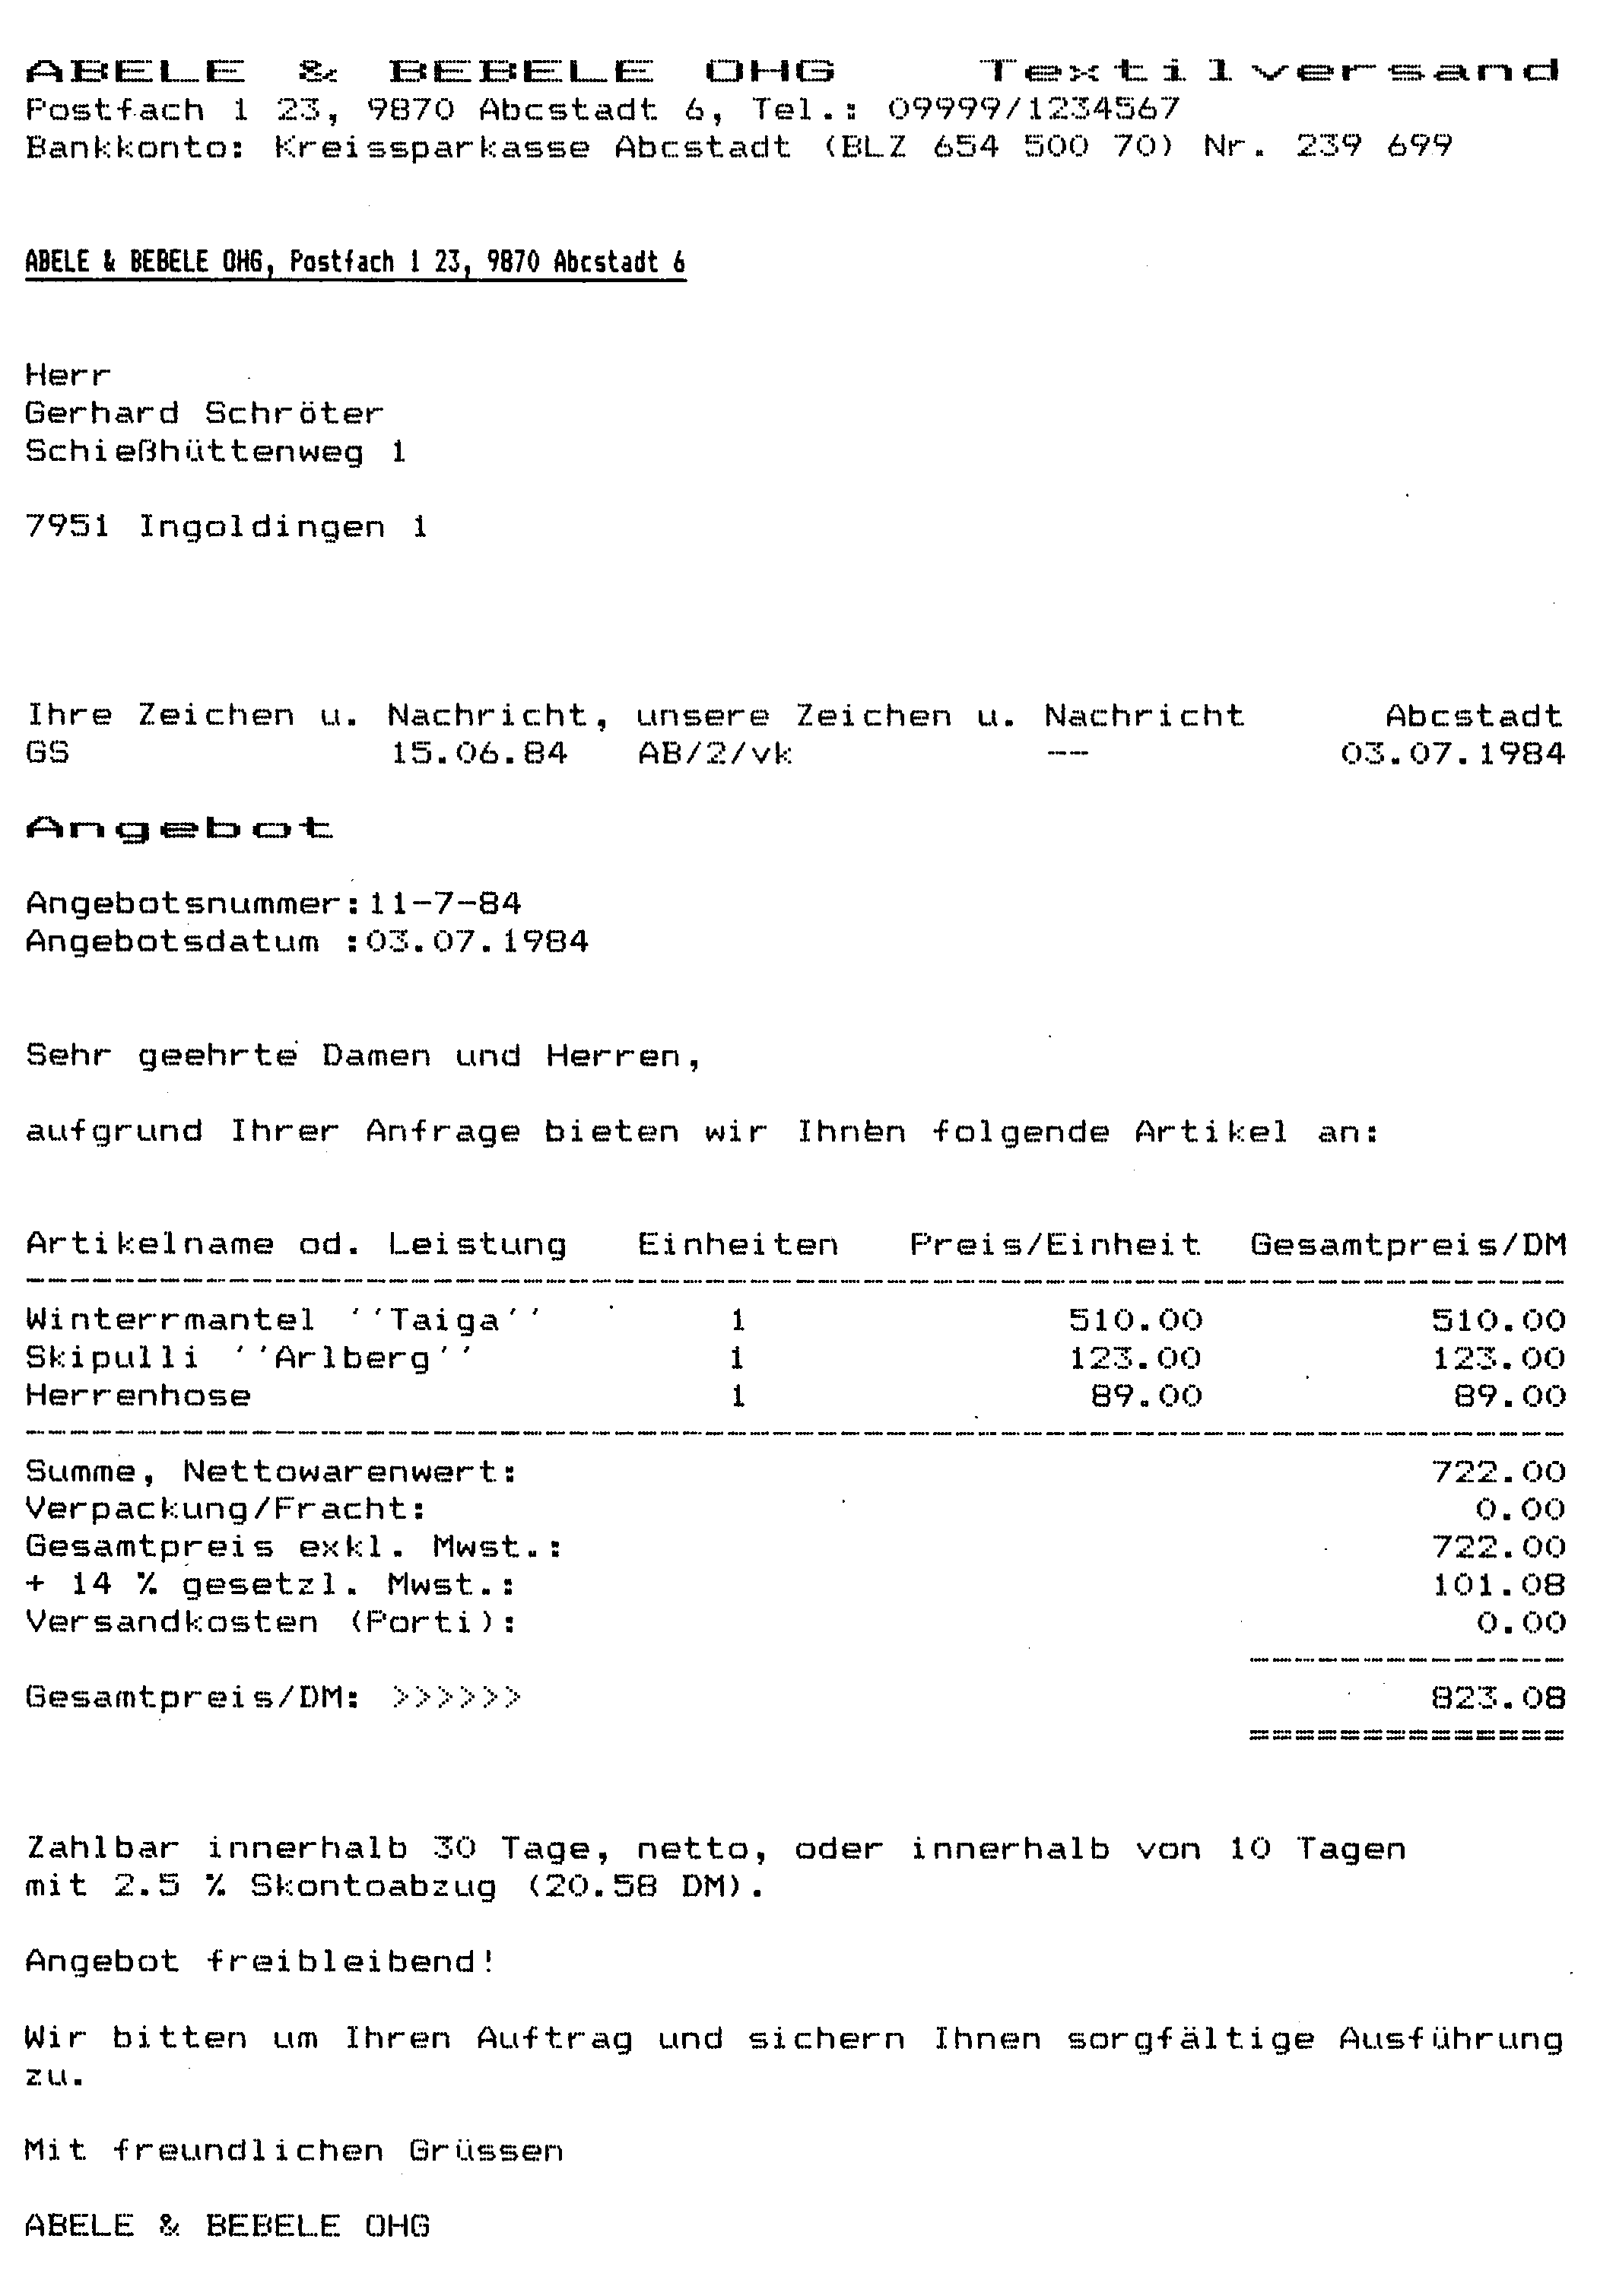 ABELE & BEBELE OHG Textilversand
Postfach 1 23, 9870 Abcstadt 6, Tel.: 09999/1234567
Bankkonto: Kreissparkasse Abcstadt (BLZ 654 500 70) Nr. 239 699
ABELE & BEBELE OHG, Postfach 1 23, 9870 Abcstadt 6
Herr
Gerhard Schröter
Schießhüttenweg 1
7951 Ingoldingen 1
Ihre Zeichen u. Nachricht, unsere Zeichen u. Nachricht Abcstadt
GS 15.06.84 AB/2/vk -- 03.07.1984
Angebot
Angebotsnummer:11-7-84
Angebotsdatum :03.07.1984
Sehr geehrte Damen und Herren,
aufgrund Ihrer Anfrage bieten wir Ihnen folgende Artikel an:
Artikelname od. Leistung Einheiten Preis/Einheit Gesamtpreis/DM
--------------------------------------------------------------------
Winterrmantel ''Taiga'' 1 510.00 510.00
Skipulli ''Arlberg'' 1 123.00 123.00
Herrenhose 1 89.00 89.00
--------------------------------------------------------------------
Summe, Nettowarenwert: 722.00
Verpackung/Fracht: 0.00
Gesamtpreis exkl. Mwst.: 722.00
+ 14 % gesetzl. Mwst.: 101.08
Versandkosten (Porti): 0.00
--------------
Gesamtpreis/DM: >>>>>> 823.08
==============
Zahlbar innerhalb 30 Tage, netto, oder innerhalb von 10 Tagen
mit 2.5 % Skontoabzug (20.58 DM).
Angebot freibleibend!
Wir bitten um Ihren Auftrag und sichern Ihnen sorgfältige Ausführung
zu.
Mit freundlichen Grüssen
ABELE & BEBELE OHG